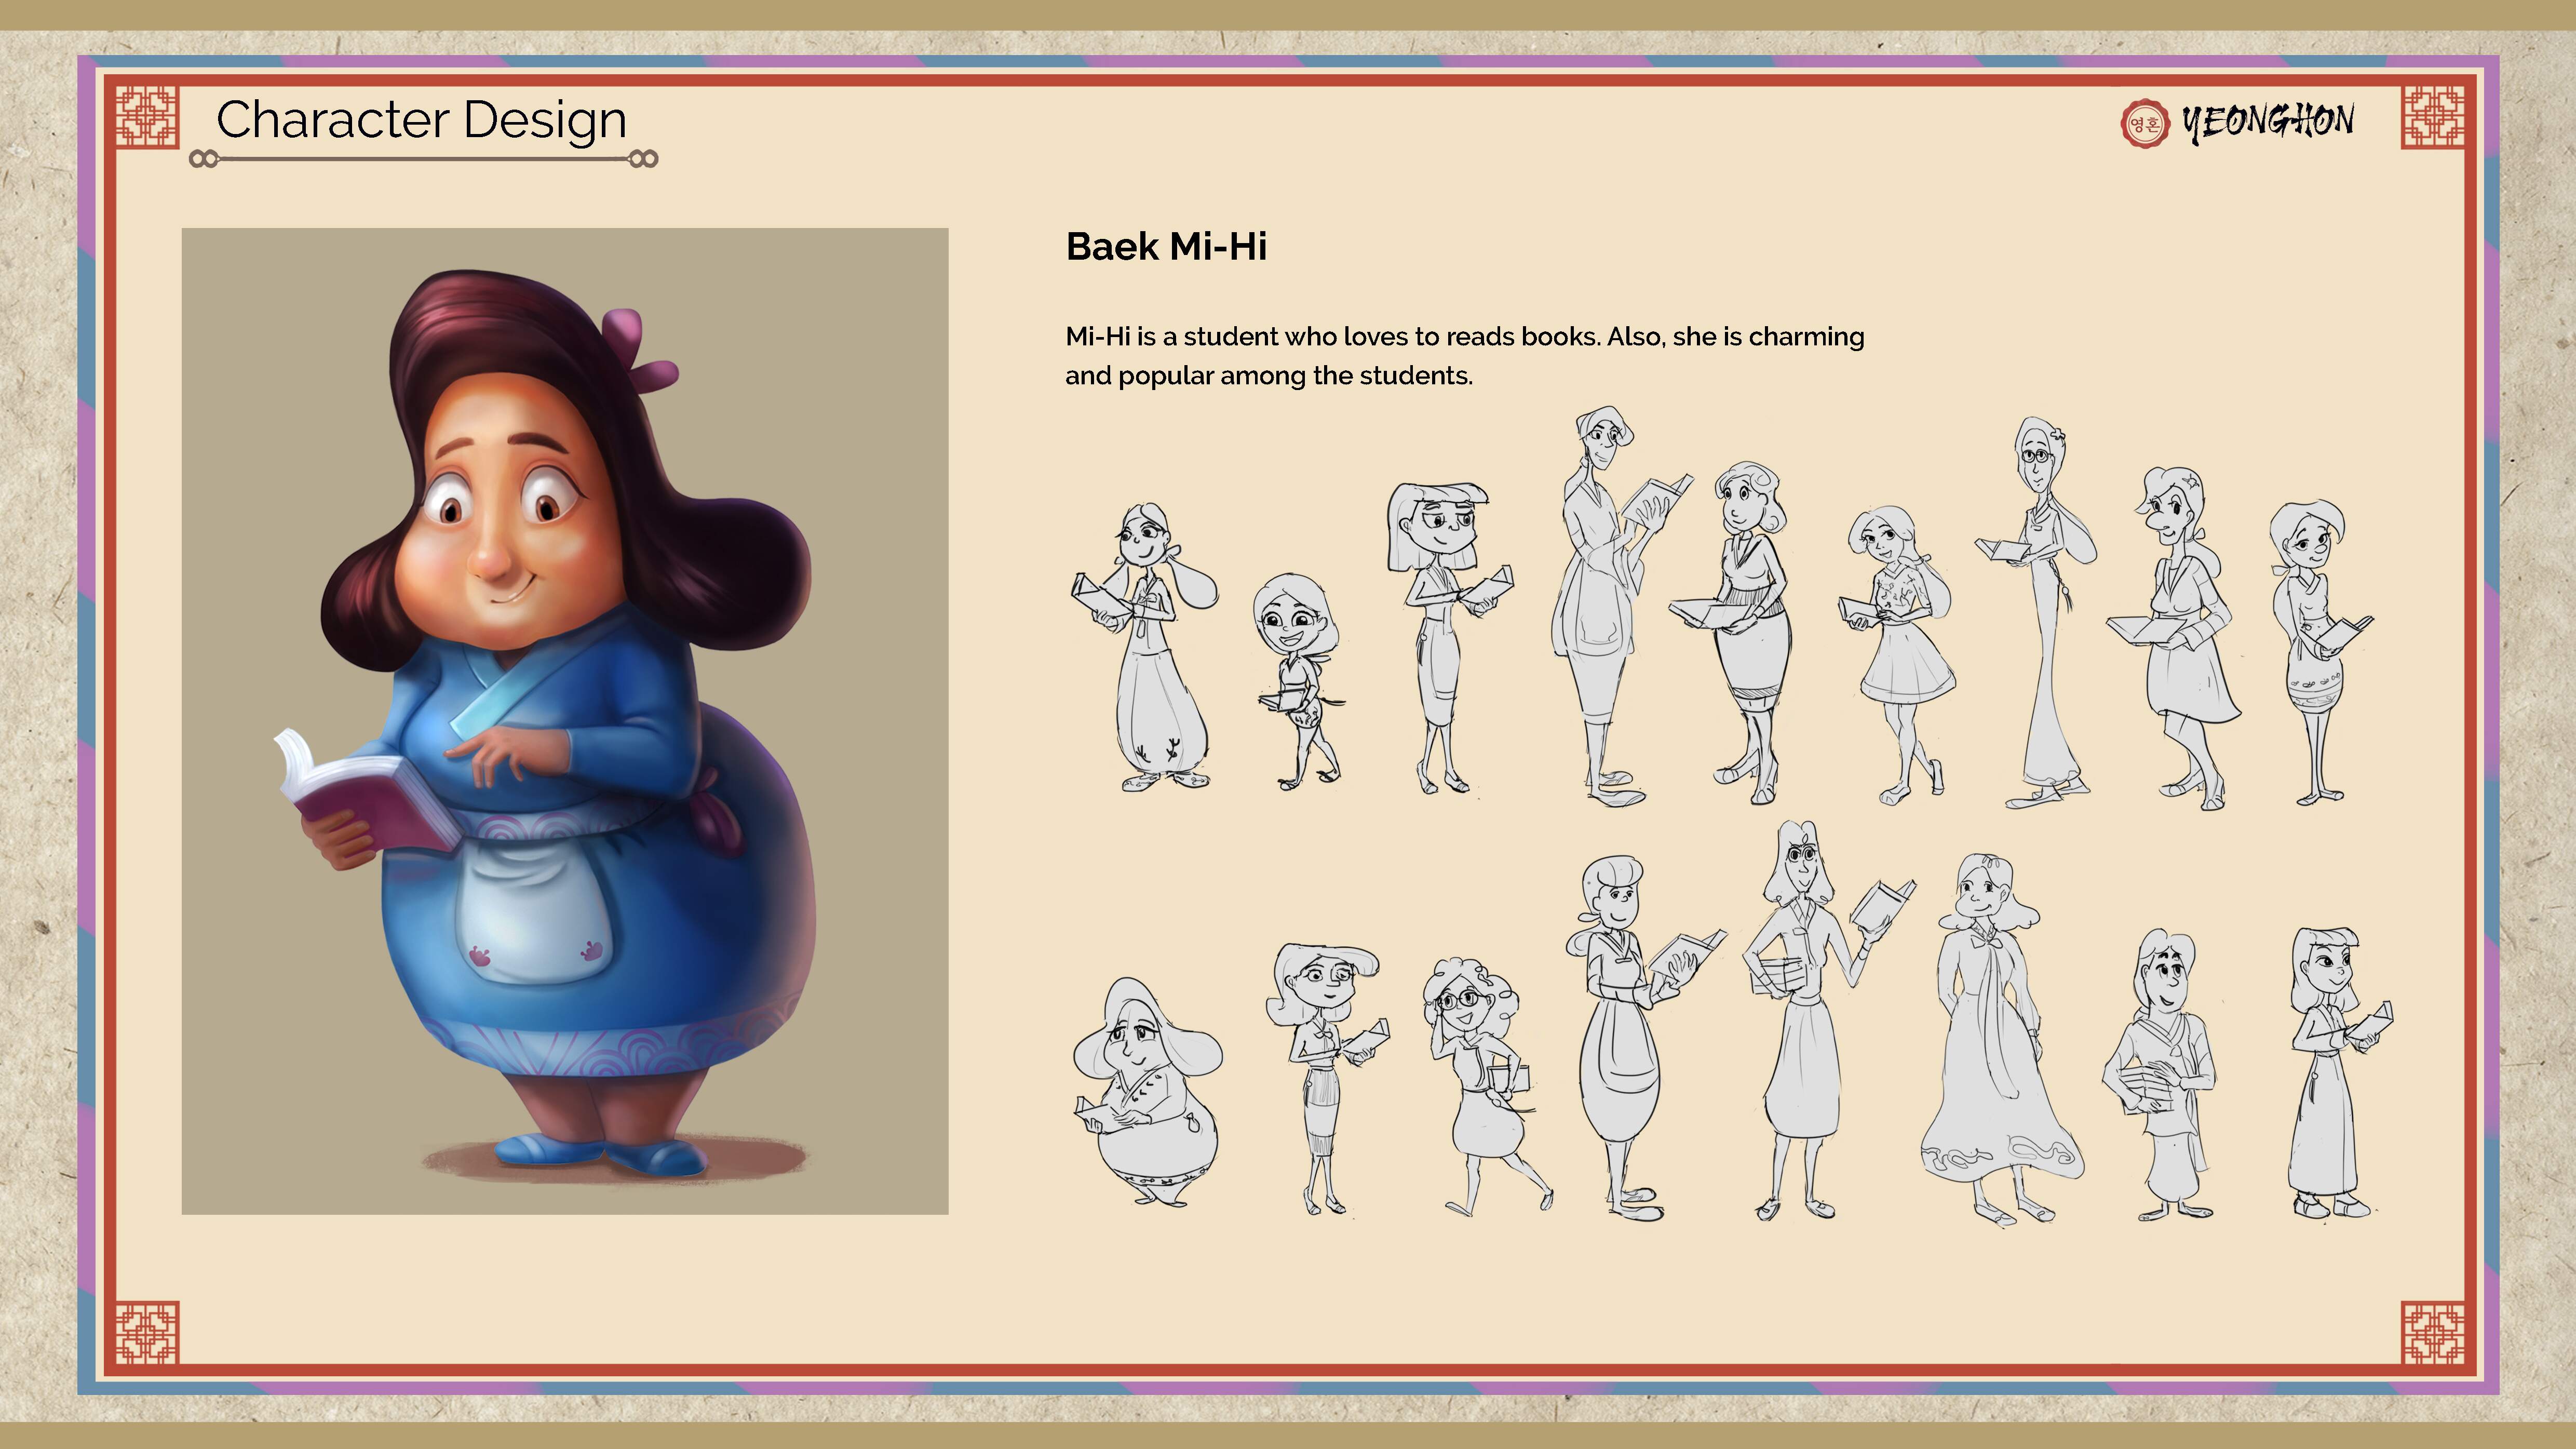 Character Design
영혼 YEONGHON
Baek Mi-Hi
Mi-Hi is a student who loves to reads books. Also, she is charming
and popular among the students.